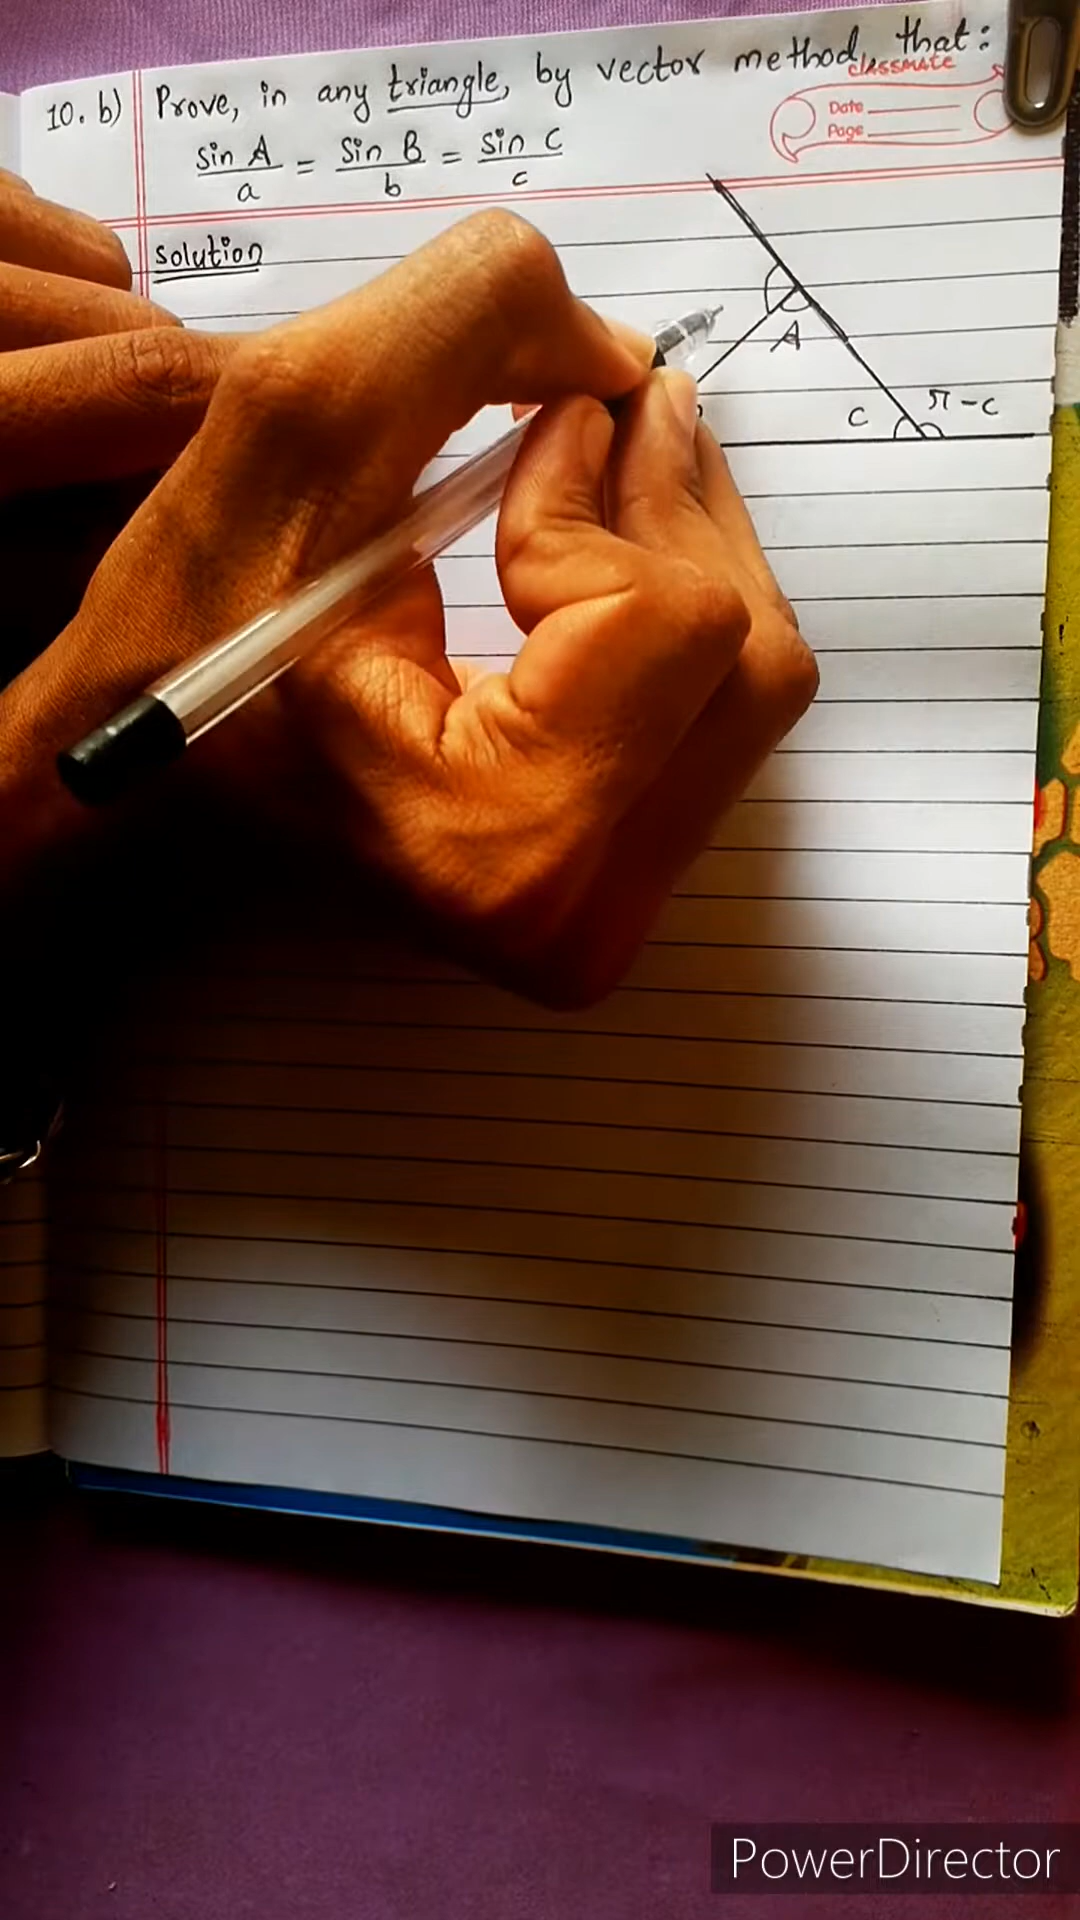 10. b) Prove, in any triangle, by vector method, that:
classmate
Date
Page
sin A / a = sin B / b = sin C / c
solution
A
C π-C
PowerDirector